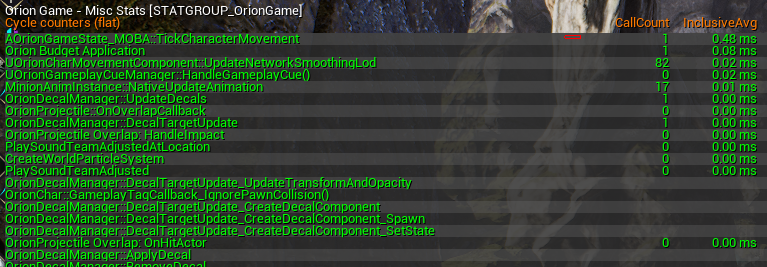 Orion Game - Misc Stats [STATGROUP_OrionGame]
Cycle counters (flat) CallCount InclusiveAvg
AOrionGameState_MOBA::TickCharacterMovement 1 0.48 ms
Orion Budget Application 1 0.08 ms
UOrionCharMovementComponent::UpdateNetworkSmoothingLod 82 0.02 ms
UOrionGameplayCueManager::HandleGameplayCue() 0 0.02 ms
MinionAnimInstance::NativeUpdateAnimation 17 0.01 ms
OrionDecalManager::UpdateDecals 1 0.00 ms
OrionProjectile::OnOverlapCallback 0 0.00 ms
OrionDecalManager::DecalTargetUpdate 1 0.00 ms
OrionProjectile Overlap: HandleImpact 0 0.00 ms
PlaySoundTeamAdjustedAtLocation 0 0.00 ms
CreateWorldParticleSystem 0 0.00 ms
PlaySoundTeamAdjusted 0 0.00 ms
OrionDecalManager::DecalTargetUpdate_UpdateTransformAndOpacity
OrionChar::GameplayTagCallback_IgnorePawnCollision()
OrionDecalManager::DecalTargetUpdate_CreateDecalComponent
OrionDecalManager::DecalTargetUpdate_CreateDecalComponent_Spawn
OrionDecalManager::DecalTargetUpdate_CreateDecalComponent_SetState
OrionProjectile Overlap: OnHitActor 0 0.00 ms
OrionDecalManager::ApplyDecal
OrionDecalManager::RemoveDecal